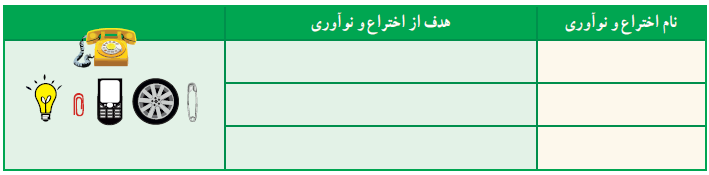 نام اختراع و نوآوری
هدف از اختراع و نوآوری